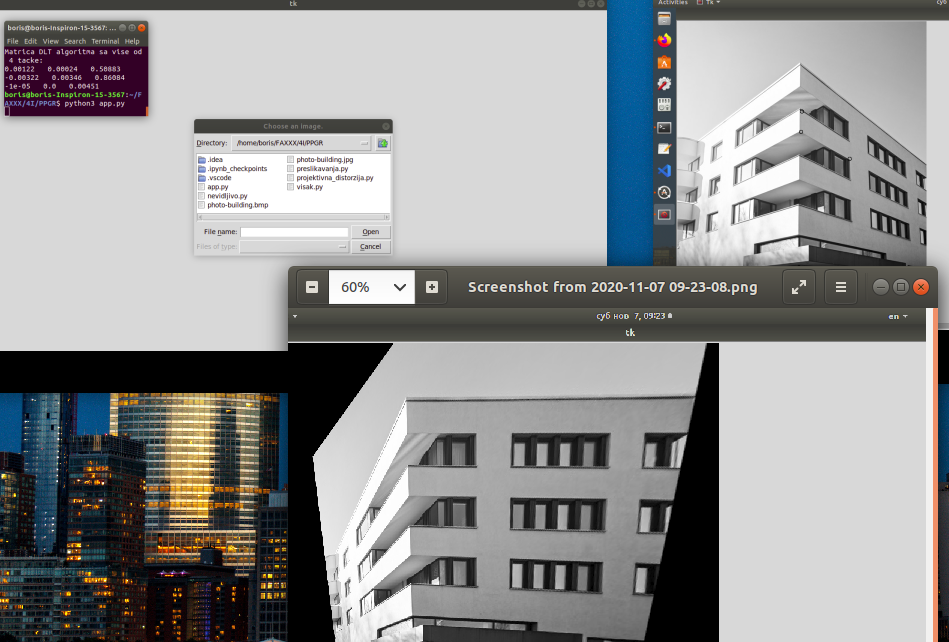 tk
Activities
Tk
суб
boris@boris-Inspiron-15-3567: ...
File Edit View Search Terminal Help
Matrica DLT algoritma sa vise od
4 tacke:
0.00122 0.00024 0.50883
-0.00322 0.00346 0.86084
-1e-05 0.0 0.00451
boris@boris-Inspiron-15-3567:~/F
AXXX/4I/PPGR$ python3 app.py
Choose an image.
Directory: /home/boris/FAXXX/4I/PPGR
.idea
.ipynb_checkpoints
.vscode
app.py
nevidljivo.py
photo-building.bmp
photo-building.jpg
preslikavanja.py
projektivna_distorzija.py
visak.py
File name:
Open
Files of type:
Cancel
60%
Screenshot from 2020-11-07 09-23-08.png
суб нов 7, 09:23
en
tk